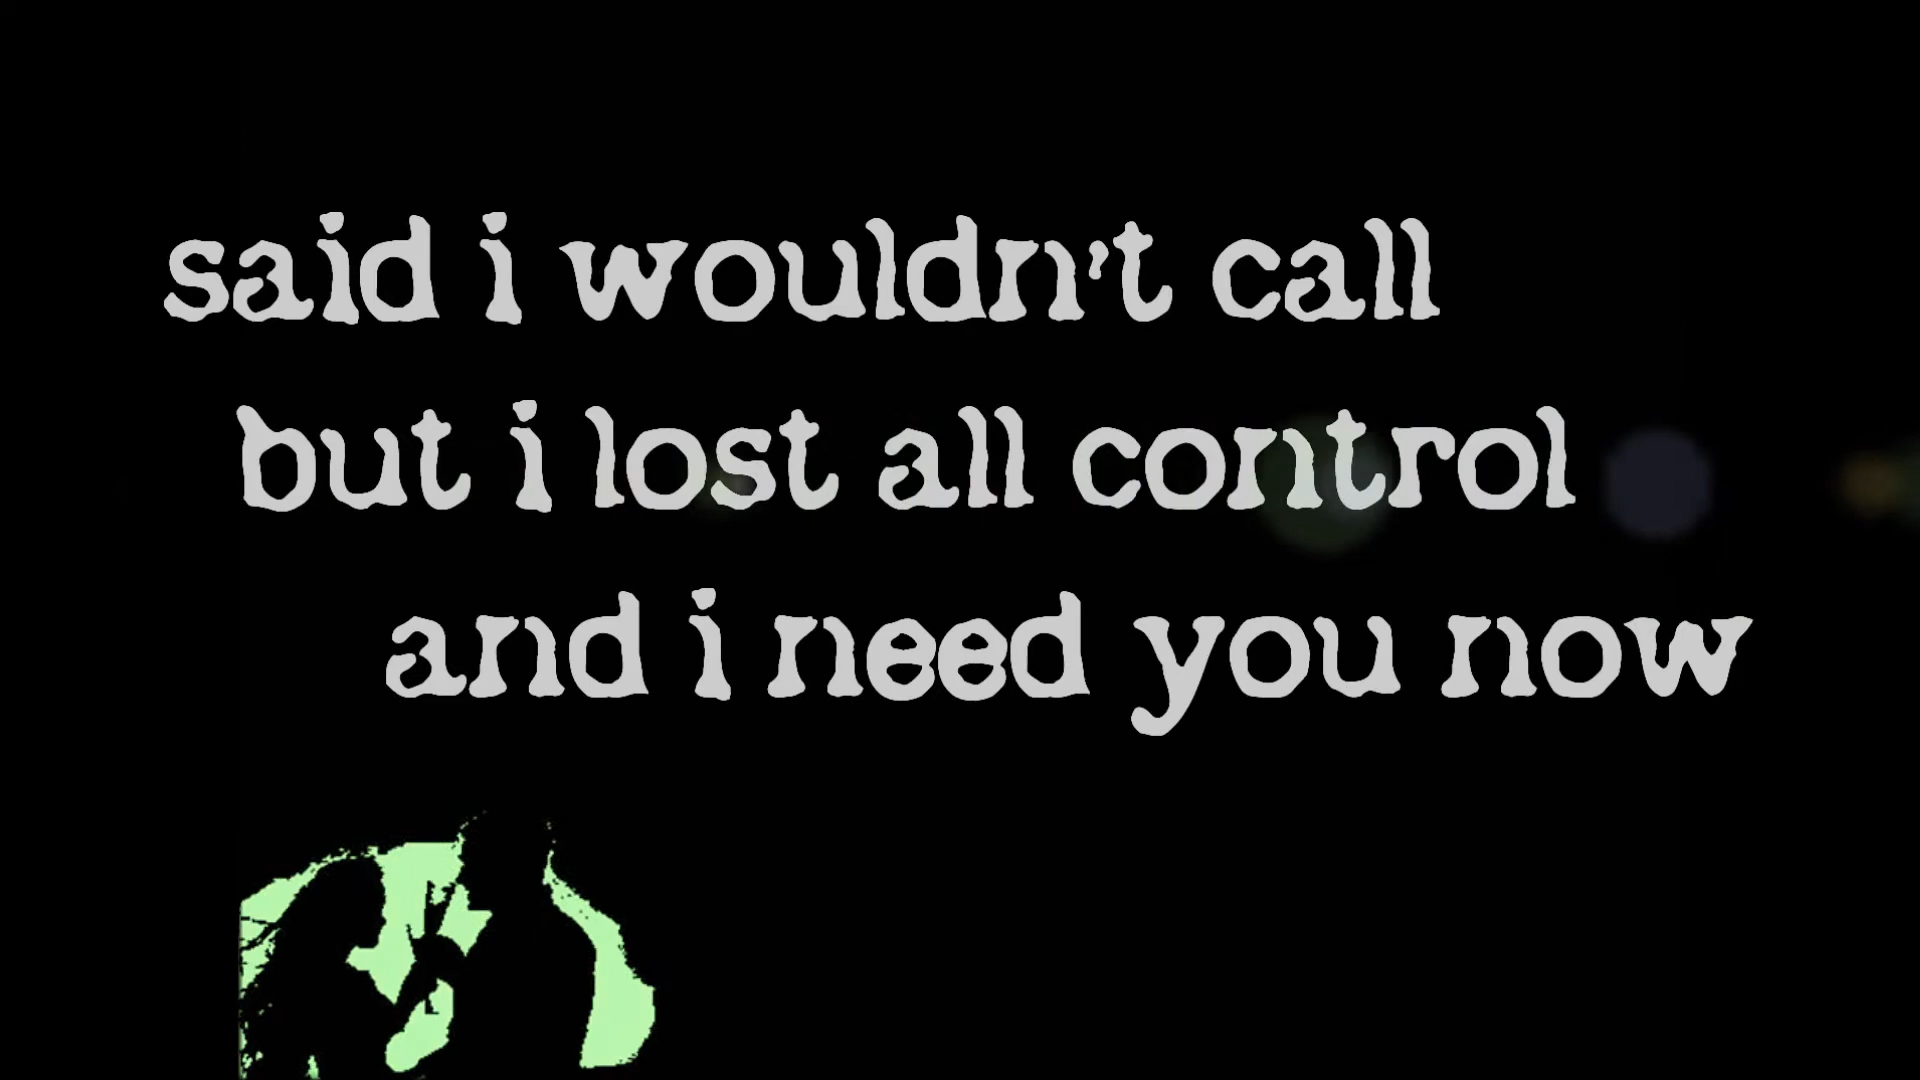 said i wouldn't call
but i lost all control
and i need you now